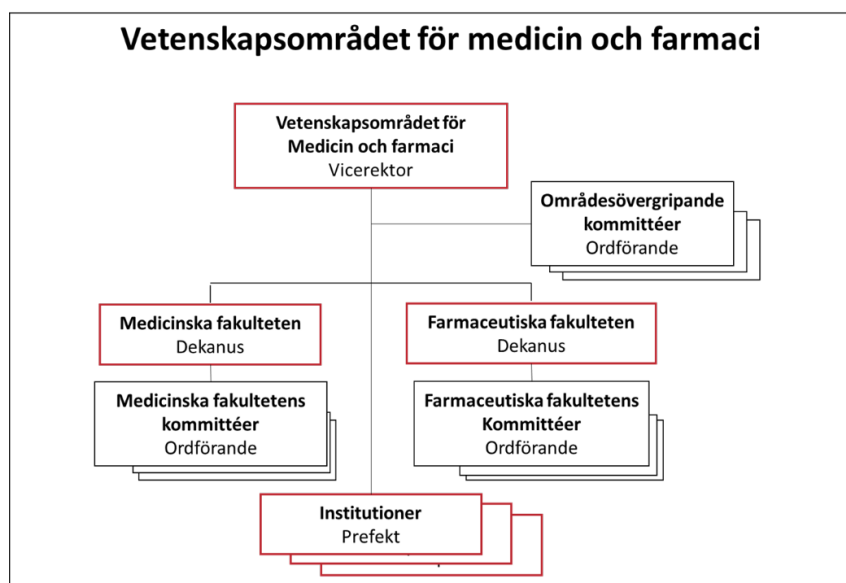 Vetenskapsområdet för medicin och farmaci
Vetenskapsområdet för
Medicin och farmaci
Vicerektor
Områdesövergripande
kommittéer
Ordförande
Medicinska fakulteten
Dekanus
Farmaceutiska fakulteten
Dekanus
Medicinska fakultetens
kommittéer
Ordförande
Farmaceutiska fakultetens
Kommittéer
Ordförande
Institutioner
Prefekt